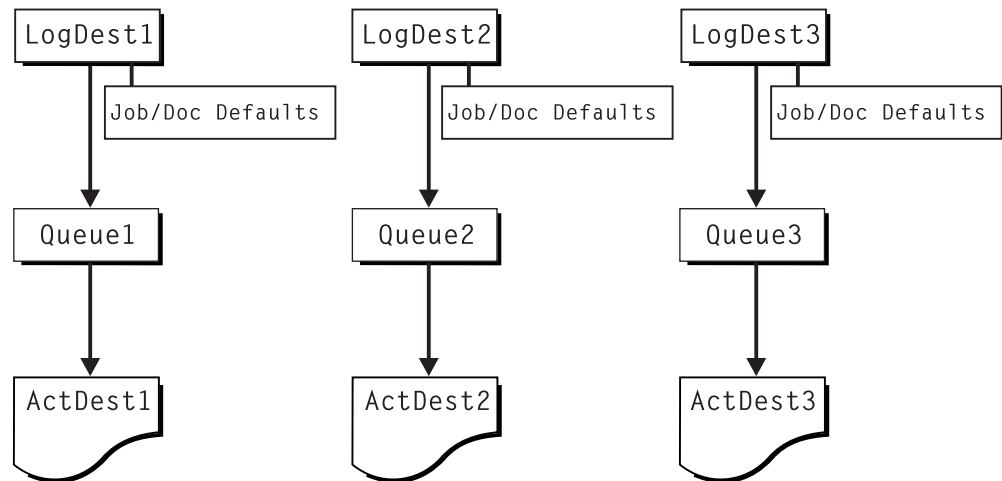 LogDest1
LogDest2
LogDest3
Job/Doc Defaults
Job/Doc Defaults
Job/Doc Defaults
Queue1
Queue2
Queue3
ActDest1
ActDest2
ActDest3